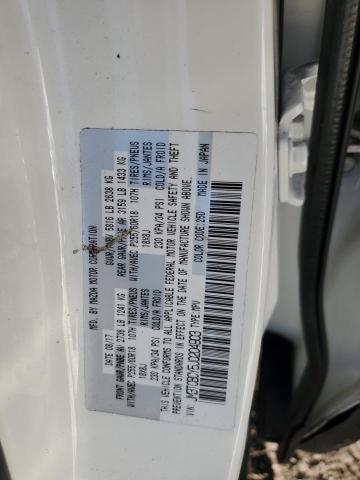 MFD. BY MAZDA MOTOR CORPORATION
DATE: 08/17 GVWR/PNBV 5816 LB 2638 KG
FRONT GAWR/PNBE AV 2736 LB 1241 KG REAR GAWR/PNBE AR 3159 LB 1433 KG
WITH/AVEC P255/60R18 107H TIRES/PNEUS WITH/AVEC P255/60R18 107H TIRES/PNEUS
18X8J RIMS/JANTES 18X8J RIMS/JANTES
230 KPA/34 PSI COLD/A FROID 230 KPA/34 PSI COLD/A FROID
THIS VEHICLE CONFORMS TO ALL APPLICABLE FEDERAL MOTOR VEHICLE SAFETY AND THEFT
PREVENTION STANDARDS IN EFFECT ON THE DATE OF MANUFACTURE SHOWN ABOVE.
TYPE:MPV COLOR CODE:25D MADE IN JAPAN